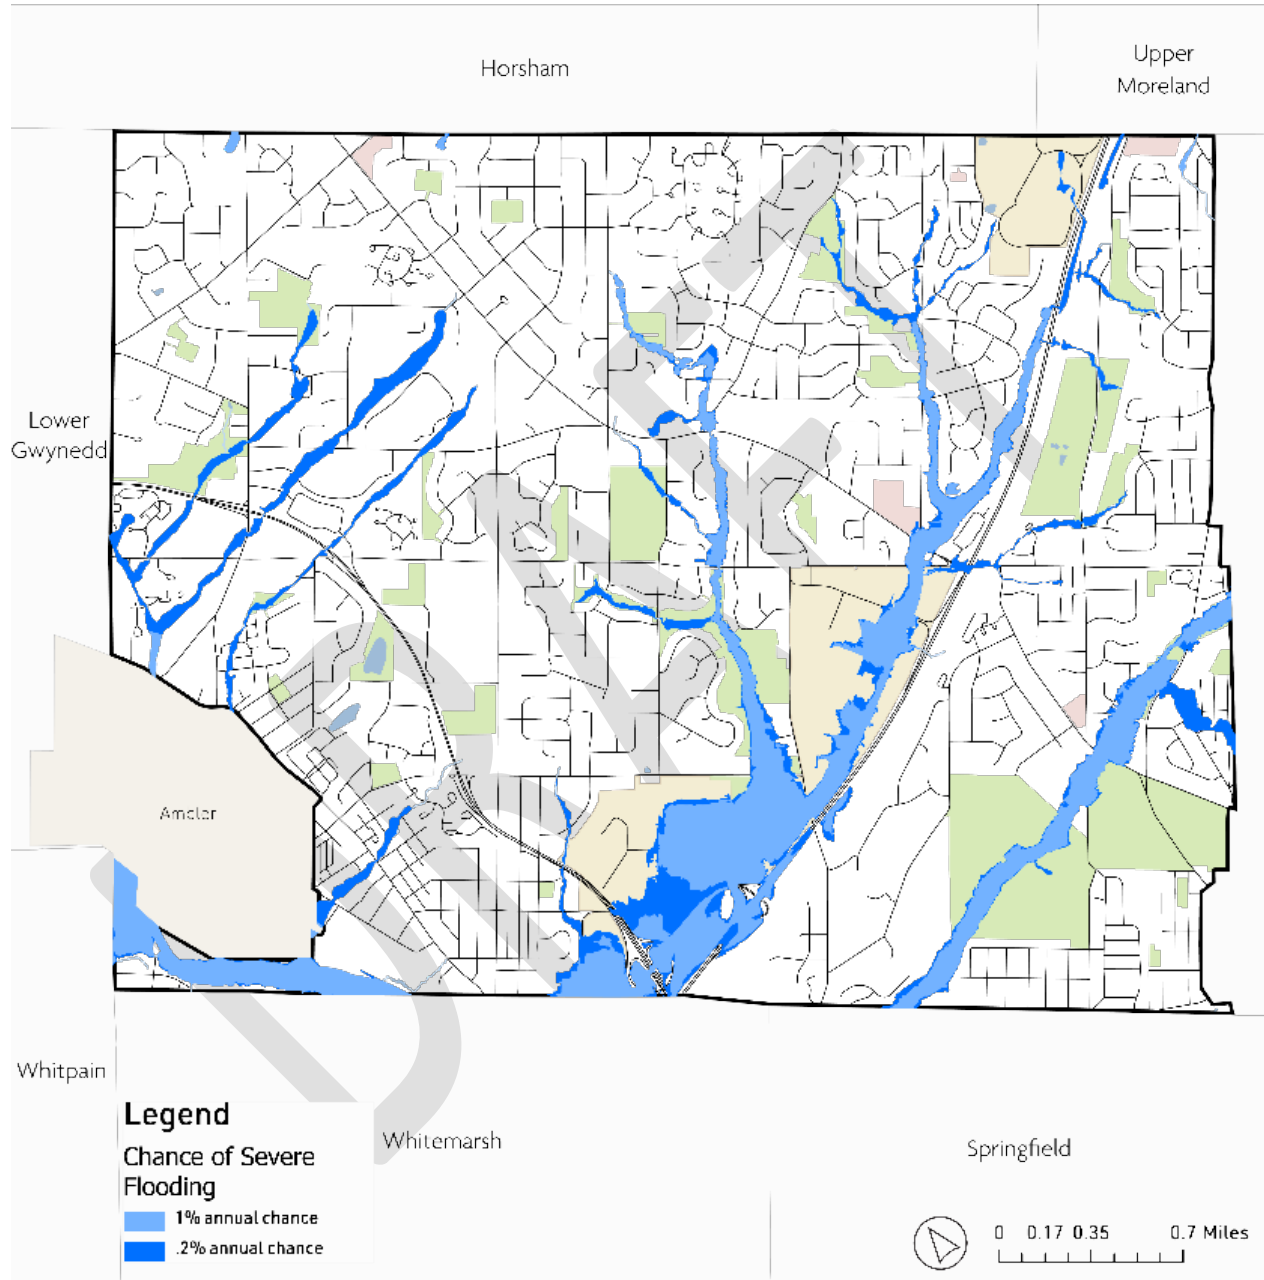 Horsham
Upper
Moreland
DRAFT
Lower
Gwynedd
Ambler
Whitpain
Legend
Chance of Severe
Flooding
1% annual chance
.2% annual chance
Whitemarsh
Springfield
0 0.17 0.35 0.7 Miles